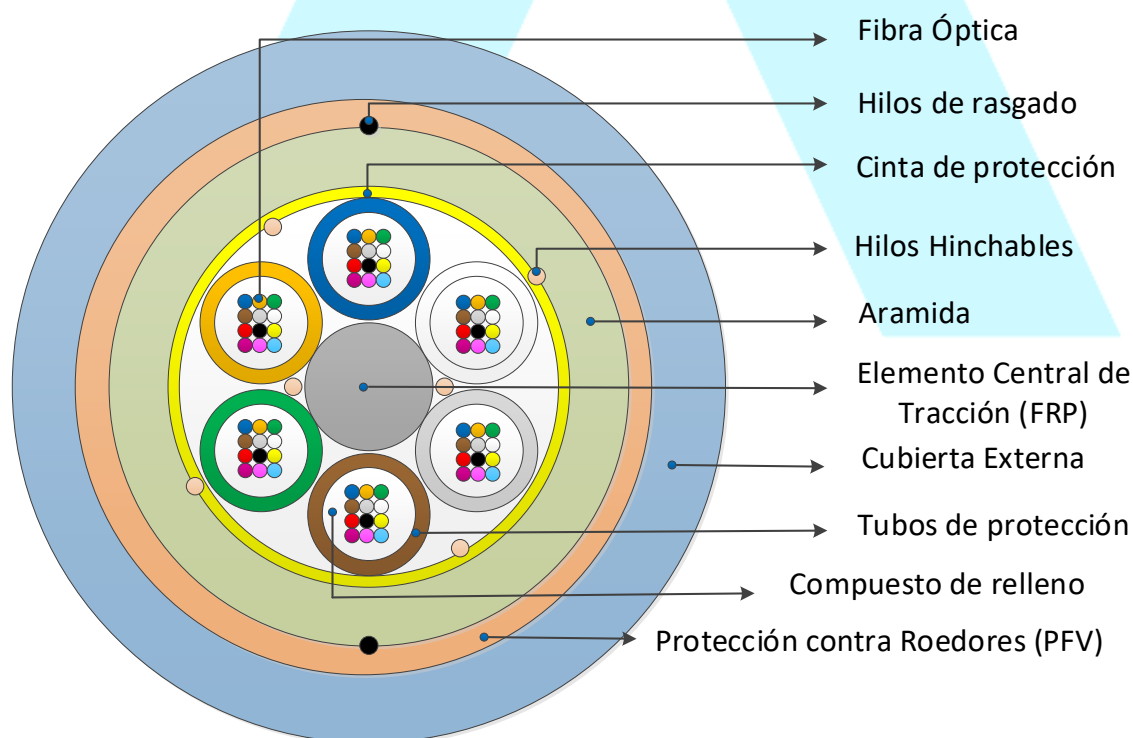 Fibra Óptica
Hilos de rasgado
Cinta de protección
Hilos Hinchables
Aramida
Elemento Central de
Tracción (FRP)
Cubierta Externa
Tubos de protección
Compuesto de relleno
Protección contra Roedores (PFV)